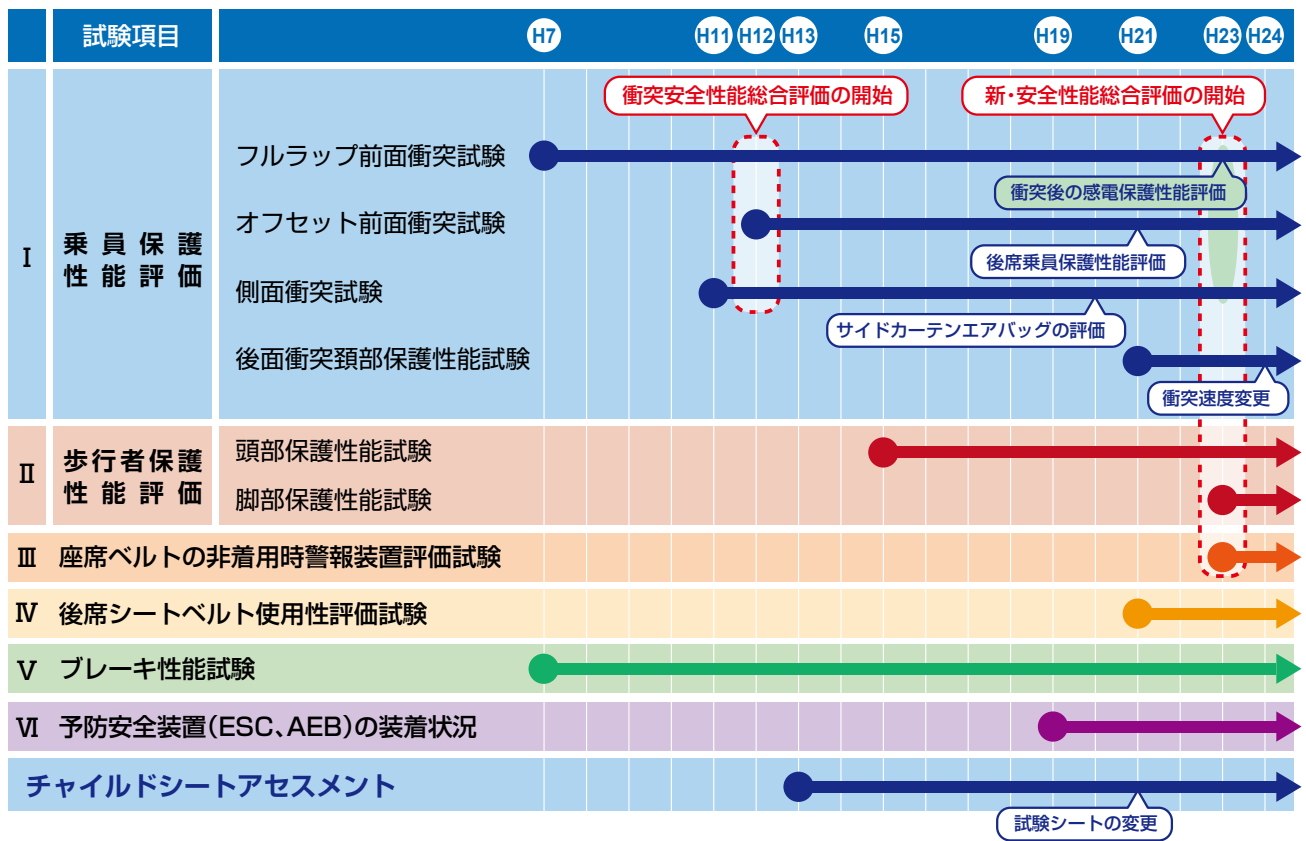 試験項目
H7
H11
H12
H13
H15
H19
H21
H23
H24
衝突安全性能総合評価の開始
新・安全性能総合評価の開始
Ⅰ
乗員保護
性能評価
フルラップ前面衝突試験
衝突後の感電保護性能評価
オフセット前面衝突試験
後席乗員保護性能評価
側面衝突試験
サイドカーテンエアバッグの評価
後面衝突頚部保護性能試験
衝突速度変更
Ⅱ
歩行者保護
性能評価
頭部保護性能試験
脚部保護性能試験
Ⅲ 座席ベルトの非着用時警報装置評価試験
Ⅳ 後席シートベルト使用性評価試験
Ⅴ ブレーキ性能試験
Ⅵ 予防安全装置(ESC、AEB)の装着状況
チャイルドシートアセスメント
試験シートの変更